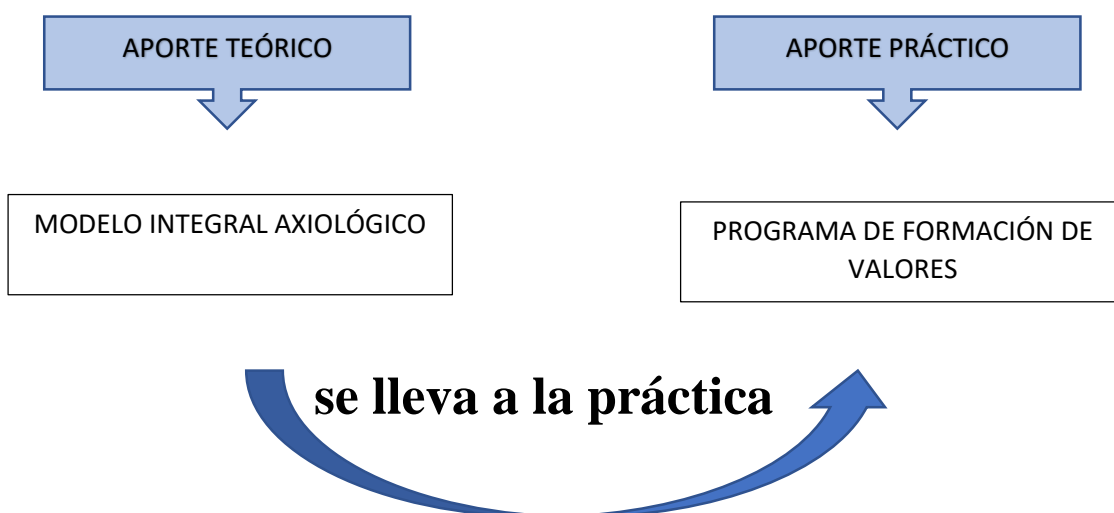 APORTE TEÓRICO
APORTE PRÁCTICO
MODELO INTEGRAL AXIOLÓGICO
PROGRAMA DE FORMACIÓN DE
VALORES
se lleva a la práctica